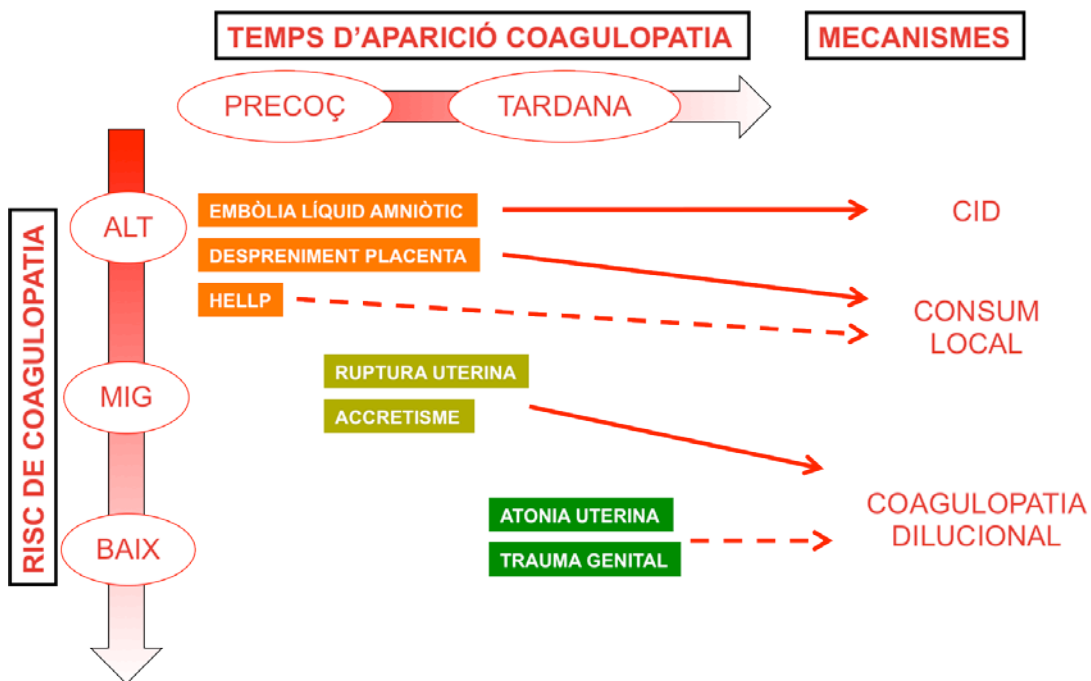 TEMPS D'APARICIÓ COAGULOPATIA
MECANISMES
PRECOÇ
TARDANA
RISC DE COAGULOPATIA
ALT
EMBÒLIA LÍQUID AMNIÒTIC
CID
DESPRENIMENT PLACENTA
HELLP
CONSUM
LOCAL
MIG
RUPTURA UTERINA
ACCRETISME
BAIX
ATONIA UTERINA
TRAUMA GENITAL
COAGULOPATIA
DILUCIONAL